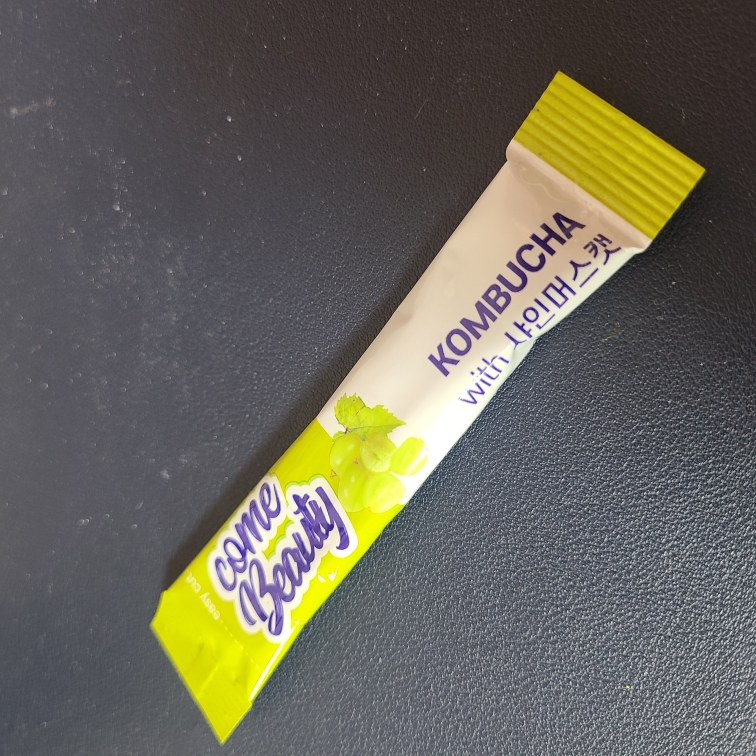 KOMBUCHA
with 샤인머스캣
come
Beauty
easy cut